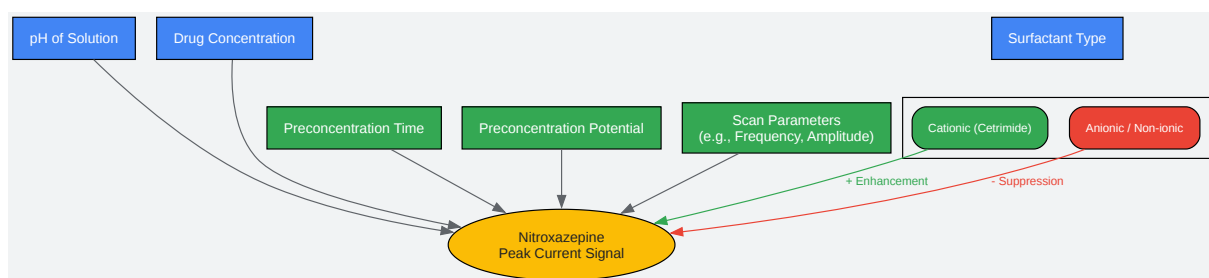 pH of Solution
Drug Concentration
Surfactant Type
Preconcentration Time
Preconcentration Potential
Scan Parameters
(e.g., Frequency, Amplitude)
Cationic (Cetrimide)
Anionic / Non-ionic
+ Enhancement
- Suppression
Nitroxazepine
Peak Current Signal